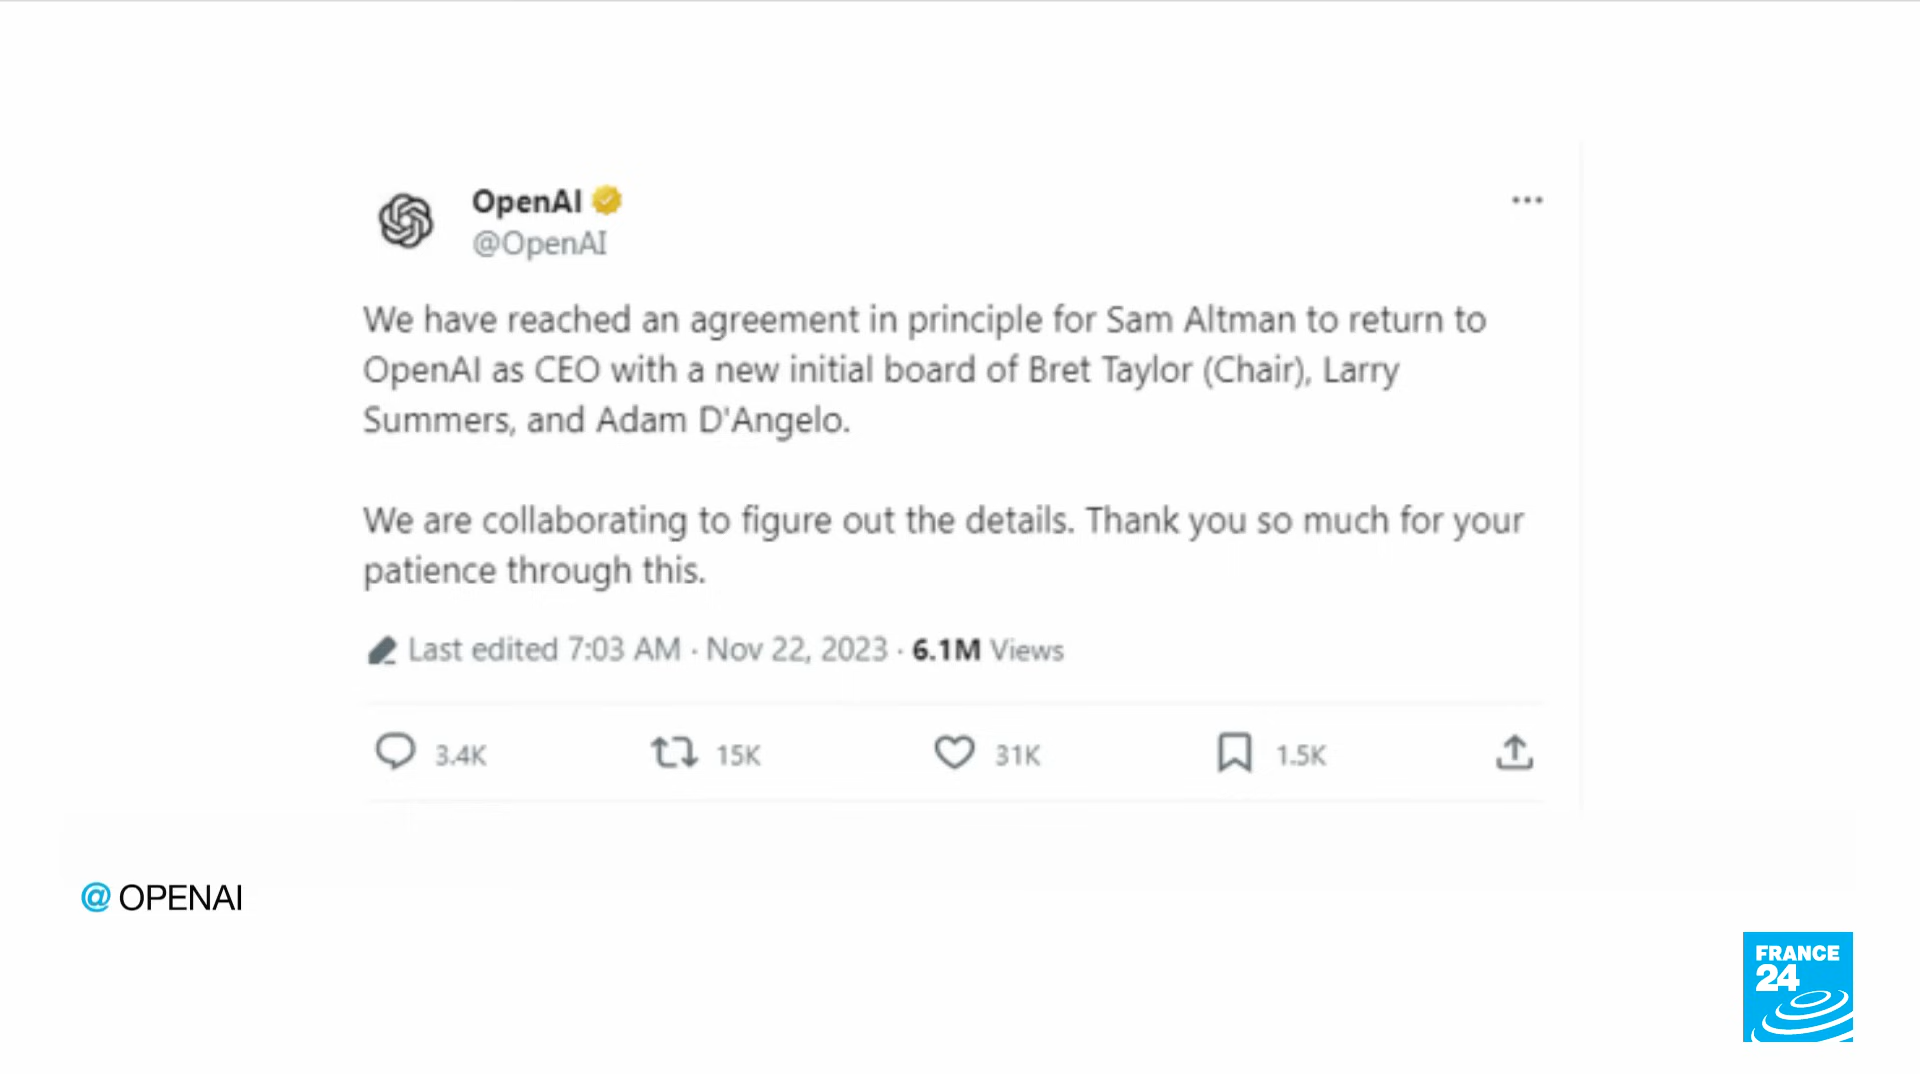 OpenAI
@OpenAI
We have reached an agreement in principle for Sam Altman to return to
OpenAI as CEO with a new initial board of Bret Taylor (Chair), Larry
Summers, and Adam D'Angelo.
We are collaborating to figure out the details. Thank you so much for your
patience through this.
Last edited 7:03 AM · Nov 22, 2023 · 6.1M Views
3.4K 15K 31K 1.5K
@ OPENAI
FRANCE
24